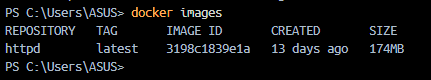 PS C:\Users\ASUS> docker images
REPOSITORY   TAG       IMAGE ID       CREATED       SIZE
httpd        latest    3198c1839e1a   13 days ago   174MB
PS C:\Users\ASUS>